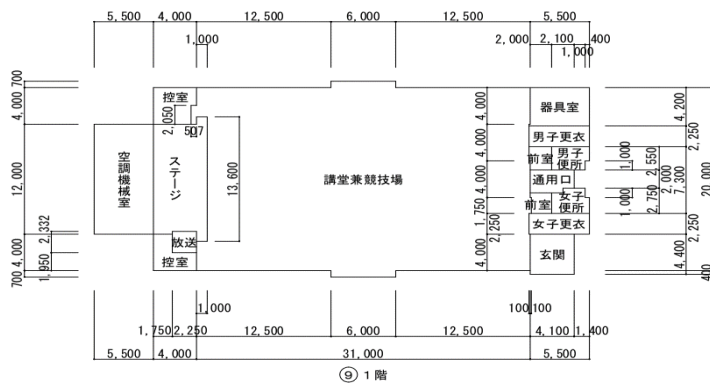 5,500 4,000 12,500 6,000 12,500 5,500
1,000 2,000 2,100 400
1,000
700
4,000
12,000
2,332
4,000
1,950
700
控室
2,050
507
空調機械室
ステージ
13,600
放送
控室
講堂兼競技場
4,000
4,000
4,000
1,750
2,250
4,000
器具室
男子更衣
前室
男子便所
通用口
前室
女子便所
女子更衣
玄関
1,000
1,000
2,550
2,000
2,750
4,200
2,250
7,300
2,250
4,400
20,000
400
1,000 100 100
1,750 2,250 12,500 6,000 12,500 4,100 1,400
5,500 4,000 31,000 5,500
⑨ 1階